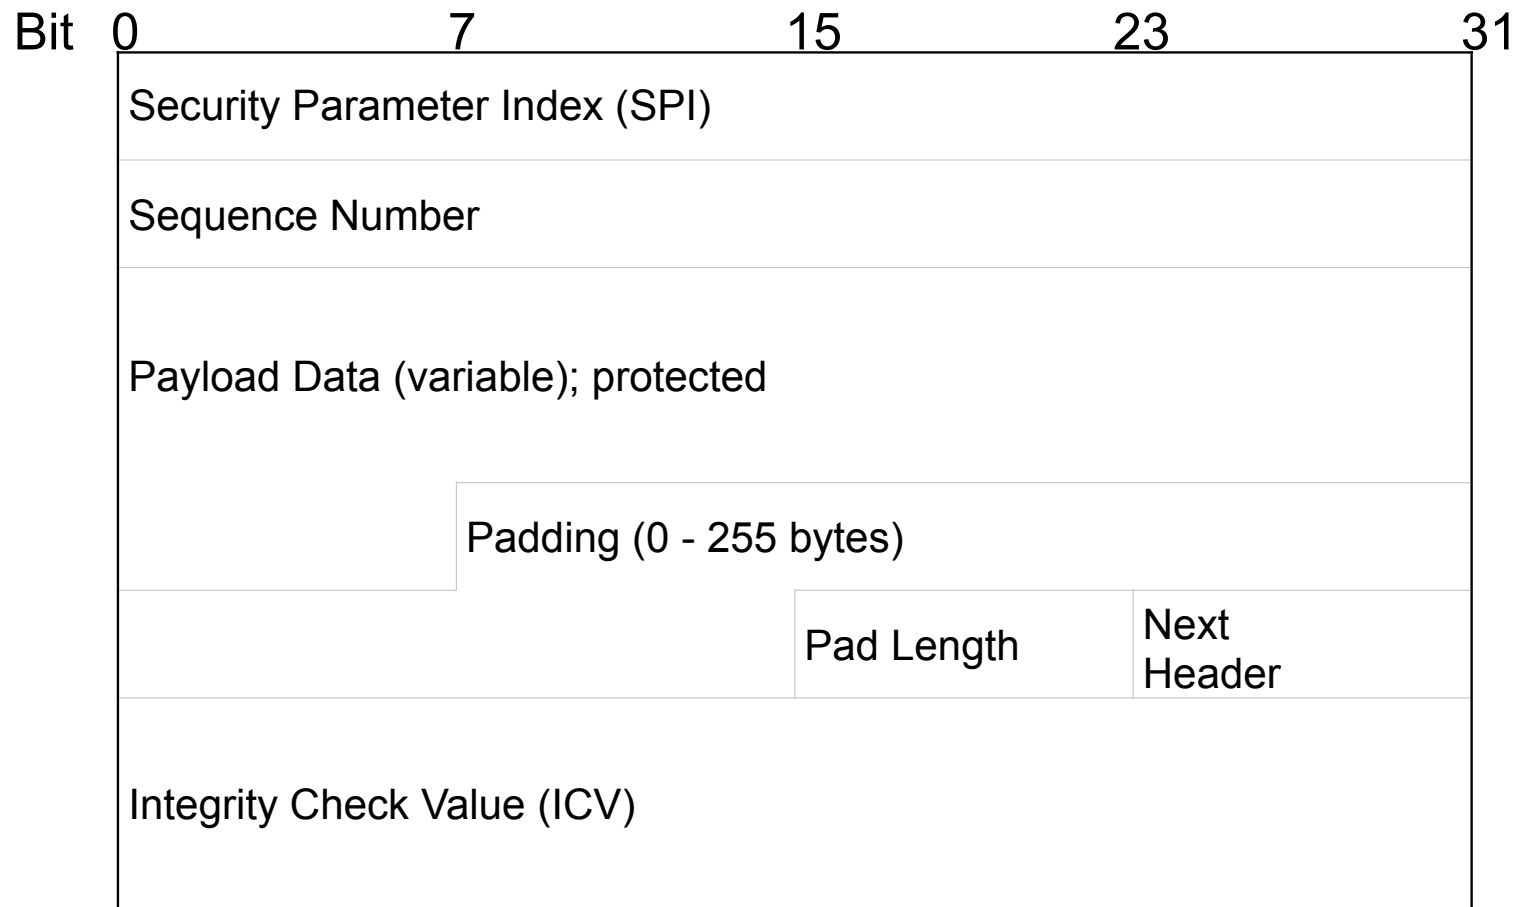 Bit 0 7 15 23 31
Security Parameter Index (SPI)
Sequence Number
Payload Data (variable); protected
Padding (0 - 255 bytes)
Pad Length
Next
Header
Integrity Check Value (ICV)